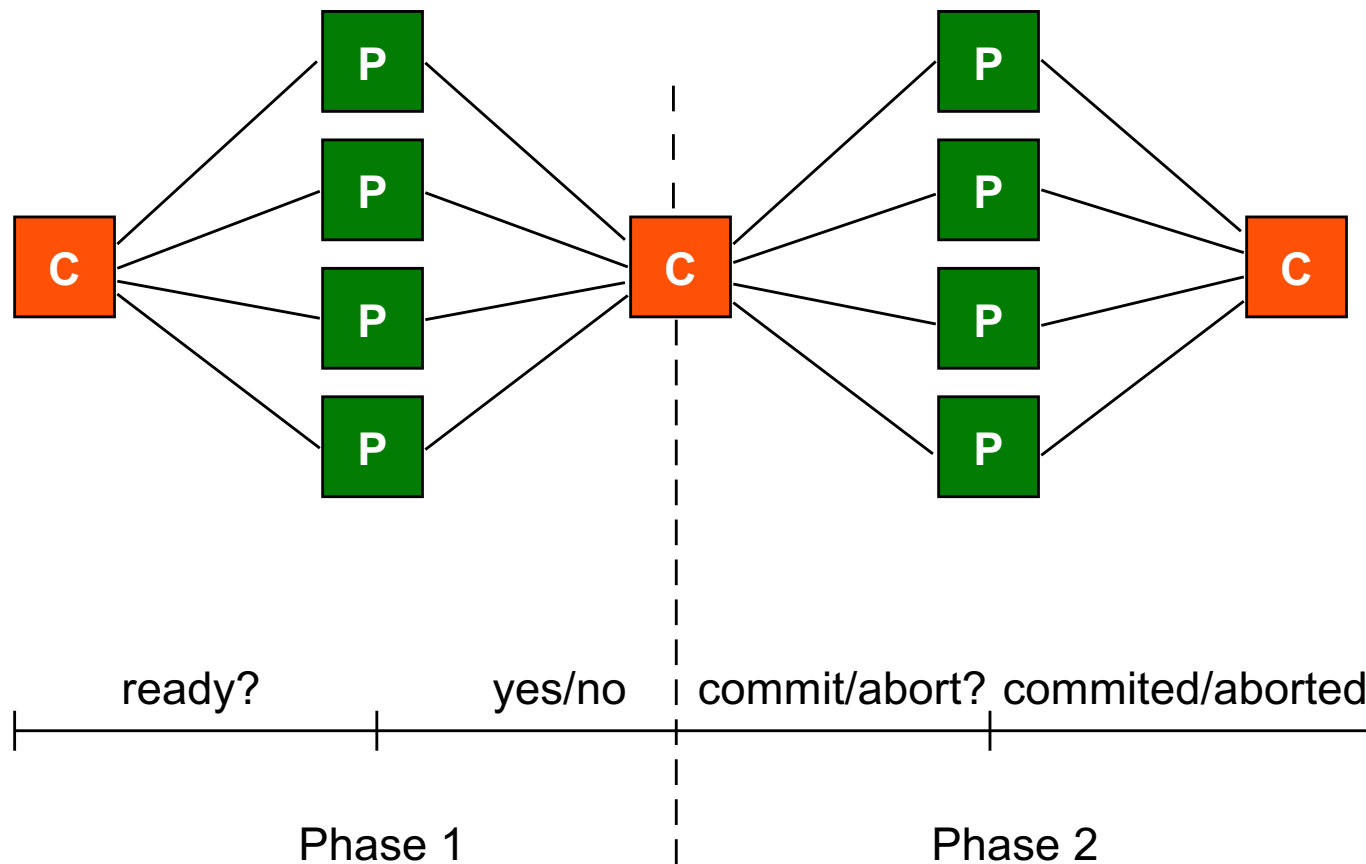 P P
P P
C C C
P P
P P
ready? yes/no commit/abort? commited/aborted
Phase 1 Phase 2